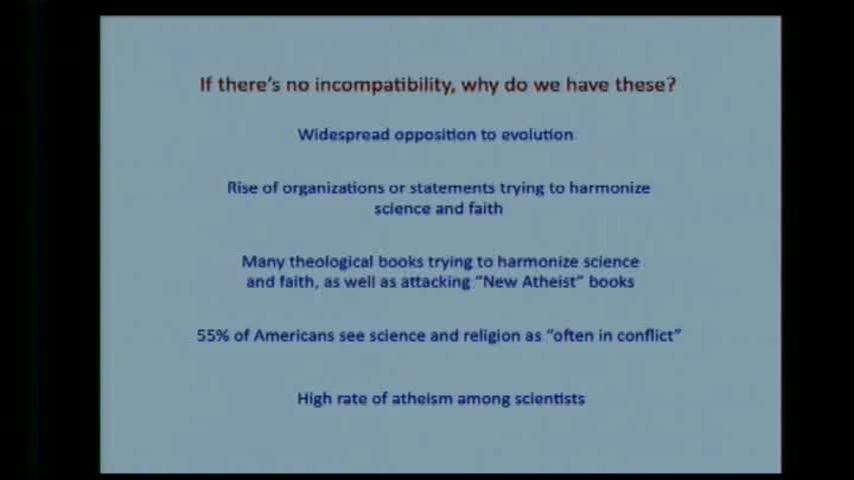 If there's no incompatibility, why do we have these?
Widespread opposition to evolution
Rise of organizations or statements trying to harmonize
science and faith
Many theological books trying to harmonize science
and faith, as well as attacking "New Atheist" books
55% of Americans see science and religion as "often in conflict"
High rate of atheism among scientists